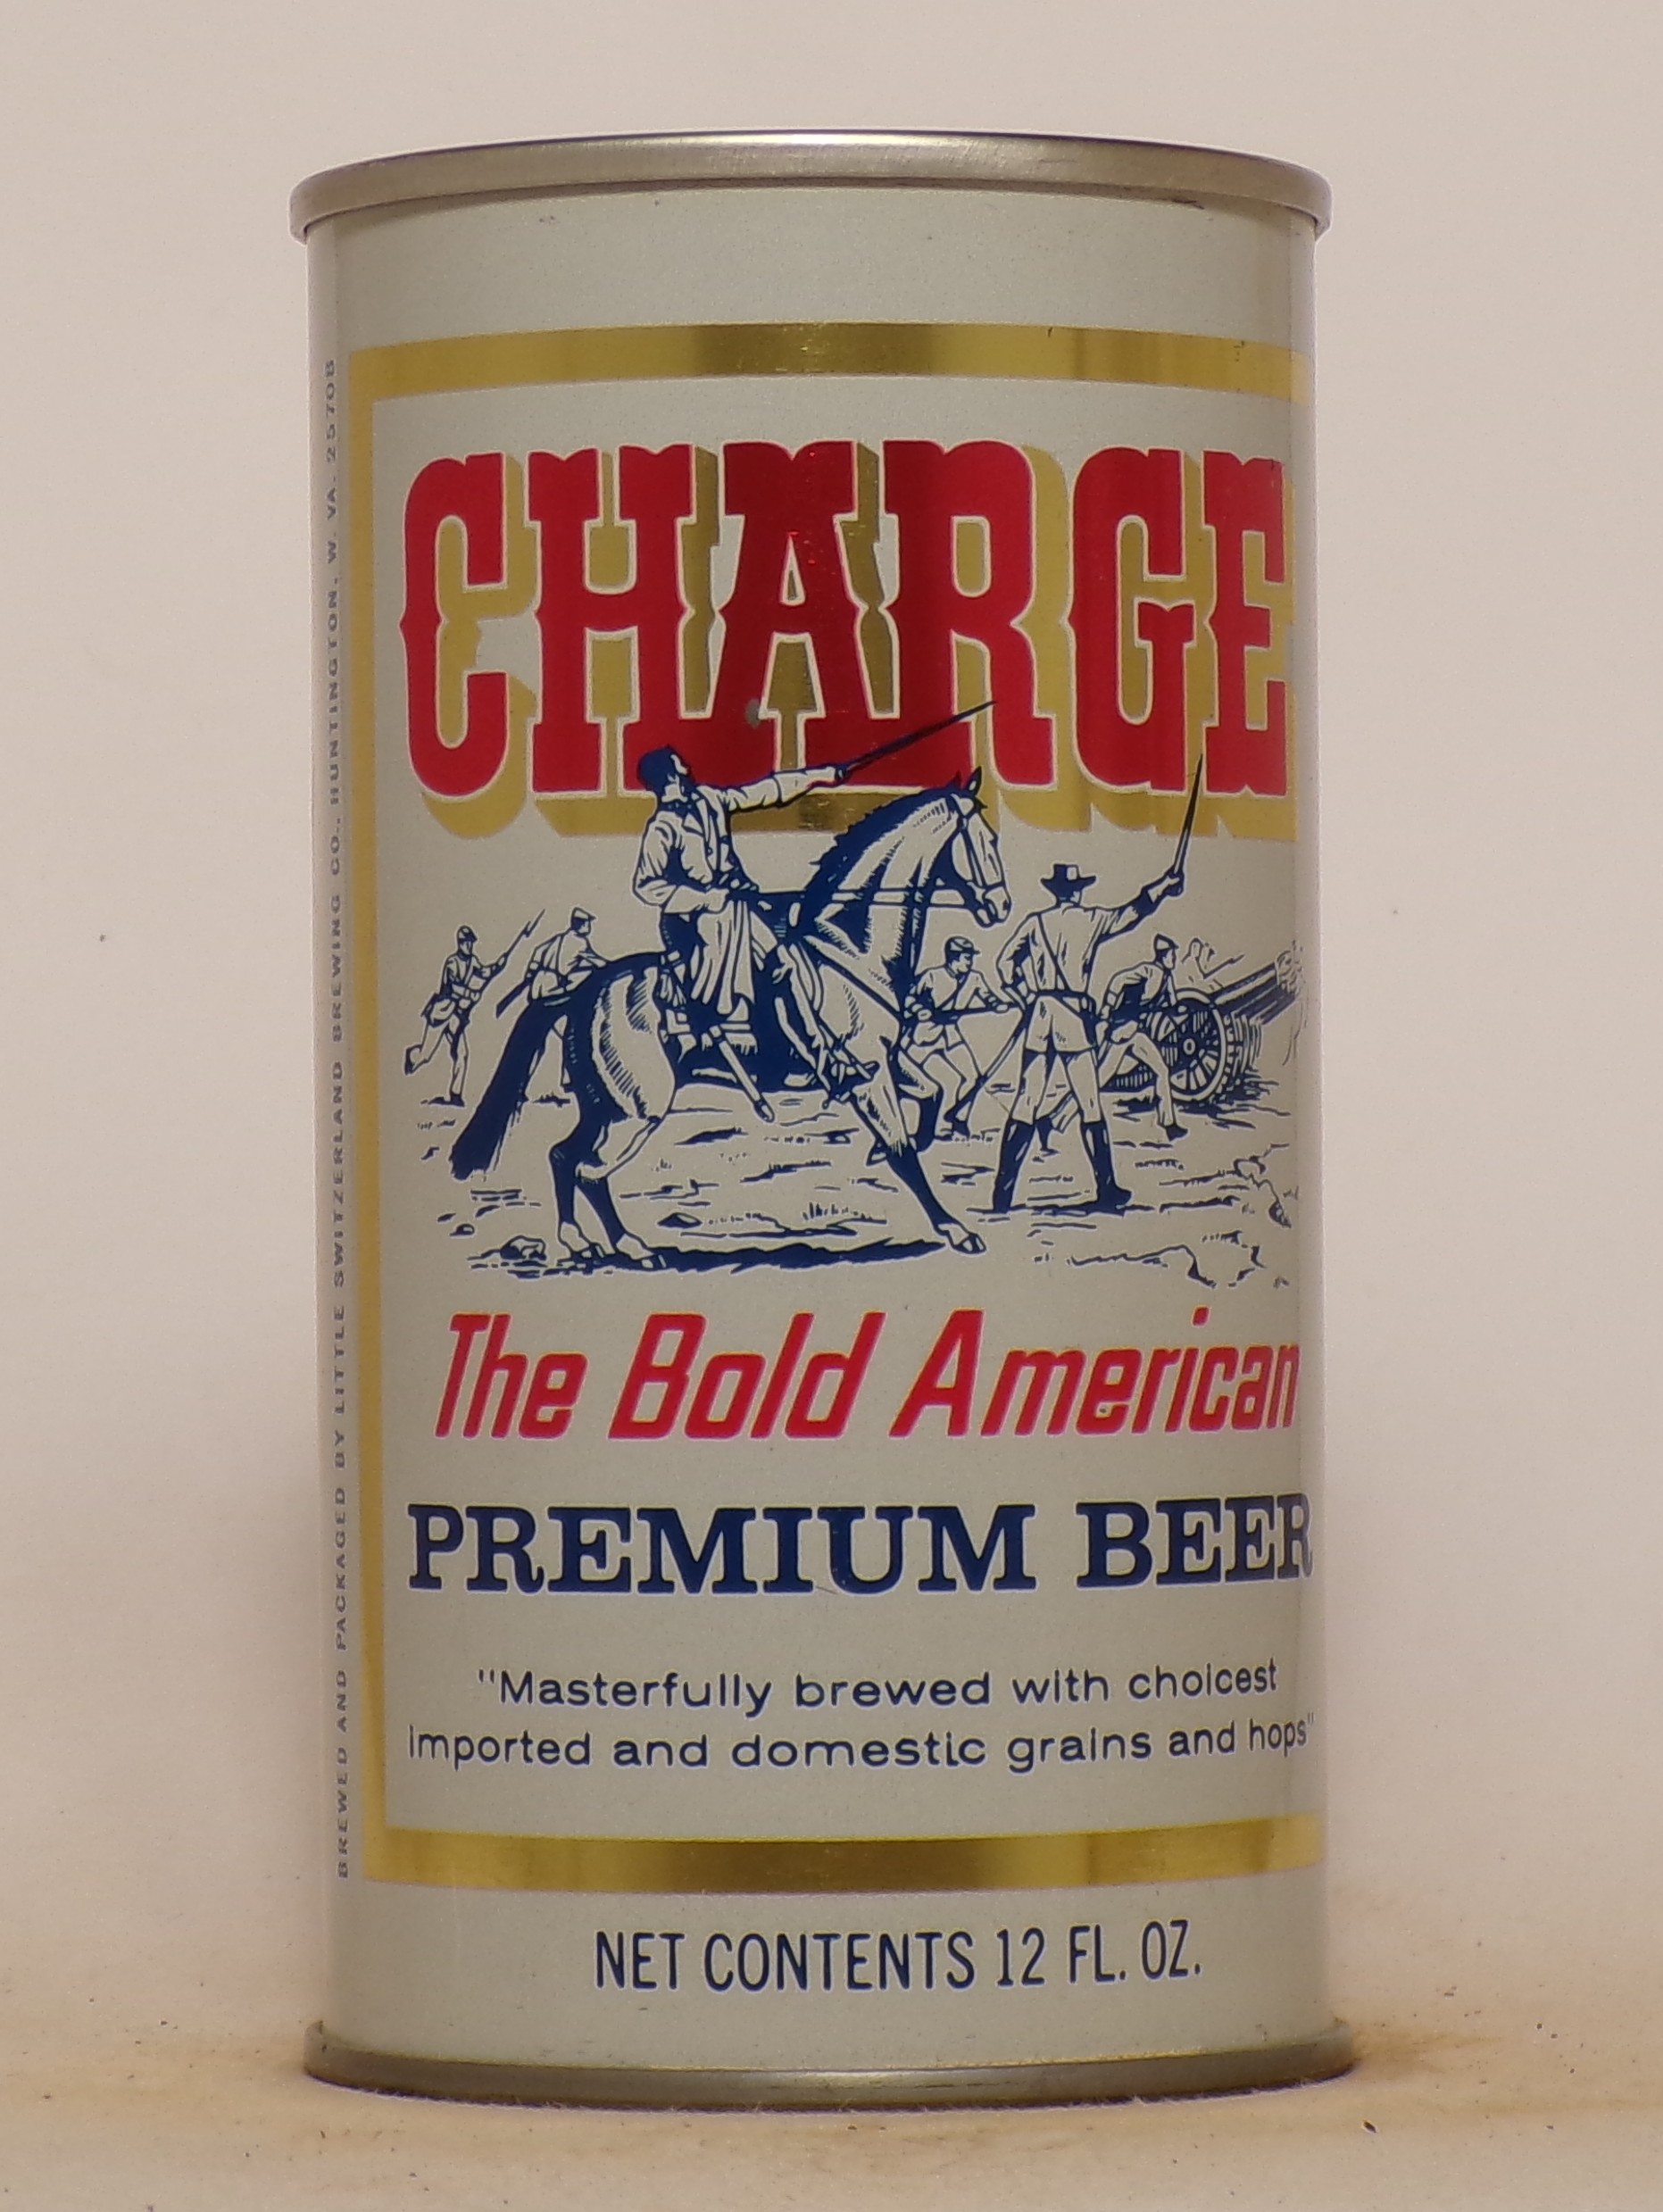 CHARGE
The Bold American
PREMIUM BEER
"Masterfully brewed with choicest
imported and domestic grains and hops"
NET CONTENTS 12 FL. OZ.
BREWED AND PACKAGED BY LITTLE SWITZERLAND BREWING CO., HUNTINGTON, W. VA. 25708